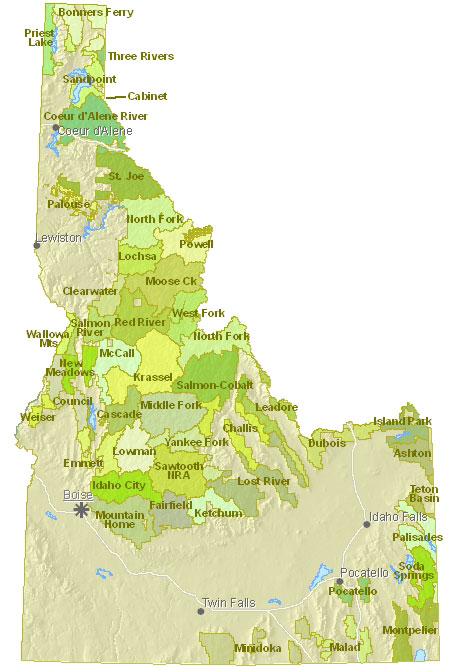 Bonners Ferry
Priest
Lake
Three Rivers
Sandpoint
Cabinet
Coeur d'Alene River
Coeur d'Alene
St. Joe
Palouse
North Fork
Lewiston
Powell
Lochsa
Moose Ck
Clearwater
West Fork
Salmon
River
Red River
Wallowa
Mts
North Fork
McCall
New
Meadows
Krassel
Salmon-Cobalt
Council
Middle Fork
Leadore
Weiser
Cascade
Island Park
Challis
Yankee Fork
Dubois
Lowman
Ashton
Emmett
Sawtooth
NRA
Idaho City
Lost River
Teton
Basin
Boise
Fairfield
Ketchum
Mountain
Home
Idaho Falls
Palisades
Soda
Springs
Pocatello
Pocatello
Twin Falls
Montpelier
Minidoka
Malad